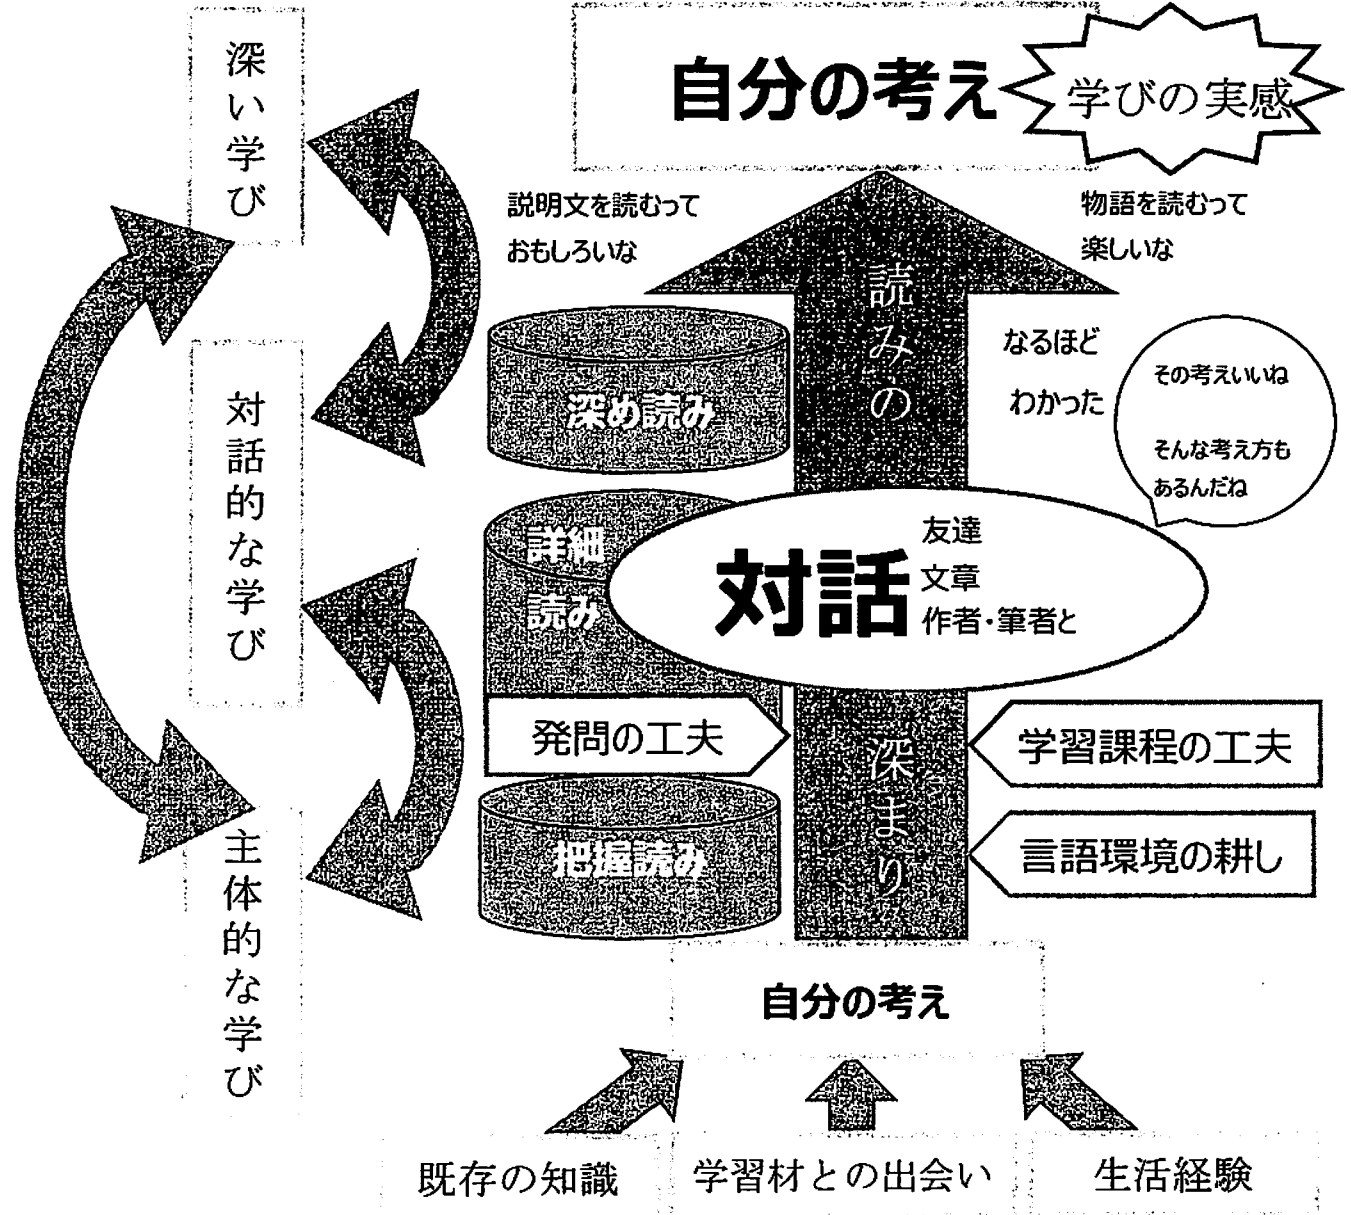 深い学び
対話的な学び
主体的な学び
自分の考え
学びの実感
説明文を読むって
おもしろいな
物語を読むって
楽しいな
読みの
深まり
なるほど
わかった
その考えいいね
そんな考え方も
あるんだね
深め読み
詳細
読み
対話
友達
文章
作者・筆者と
発問の工夫
学習課程の工夫
把握読み
言語環境の耕し
自分の考え
既存の知識
学習材との出会い
生活経験